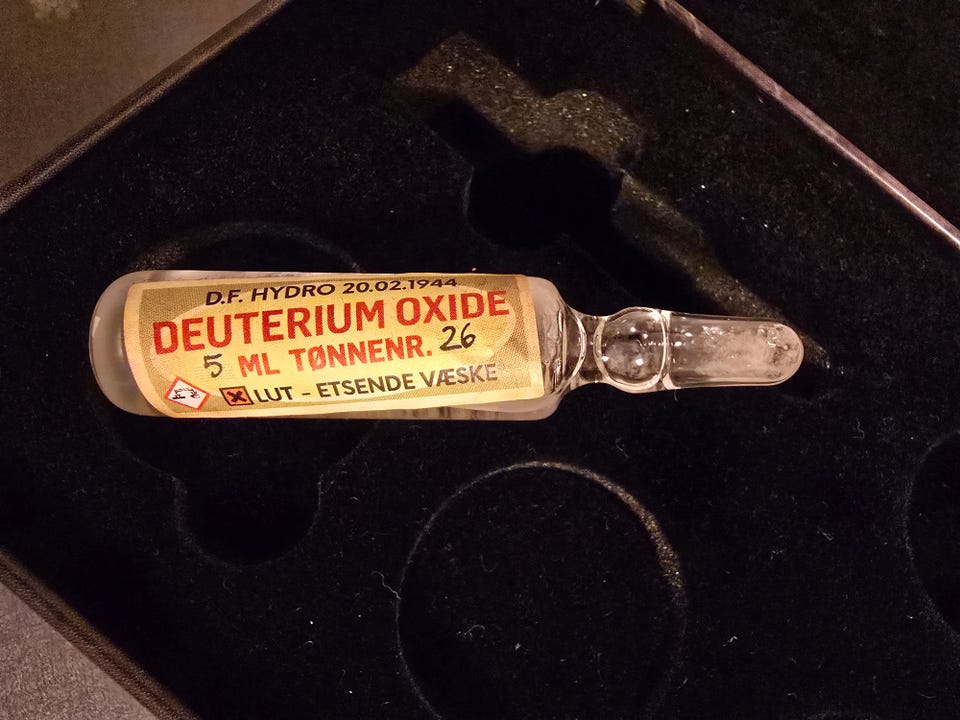 D.F. HYDRO 20.02.1944
DEUTERIUM OXIDE
5 ML TØNNENR. 26
LUT - ETSENDE VÆSKE